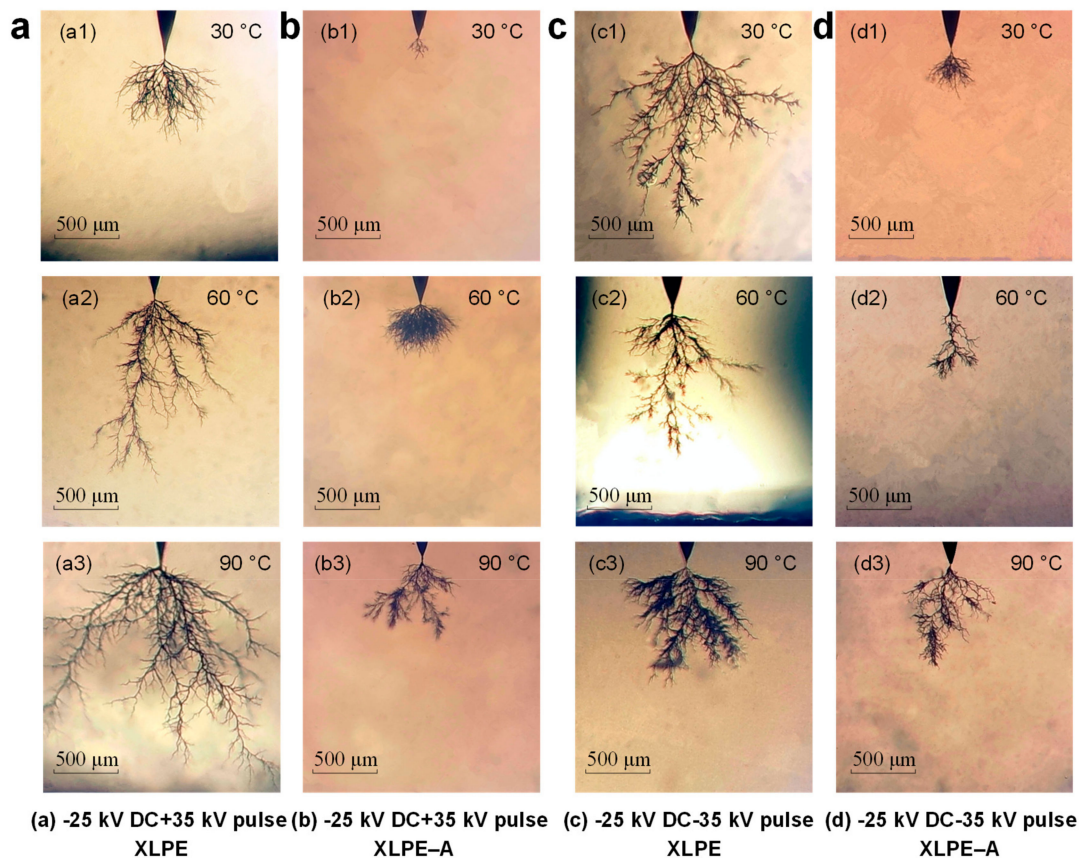 a (a1) 30 °C b (b1) 30 °C c (c1) 30 °C d (d1) 30 °C
500 μm 500 μm 500 μm 500 μm
(a2) 60 °C (b2) 60 °C (c2) 60 °C (d2) 60 °C
500 μm 500 μm 500 μm 500 μm
(a3) 90 °C (b3) 90 °C (c3) 90 °C (d3) 90 °C
500 μm 500 μm 500 μm 500 μm
(a) -25 kV DC+35 kV pulse (b) -25 kV DC+35 kV pulse (c) -25 kV DC-35 kV pulse (d) -25 kV DC-35 kV pulse
XLPE XLPE–A XLPE XLPE–A